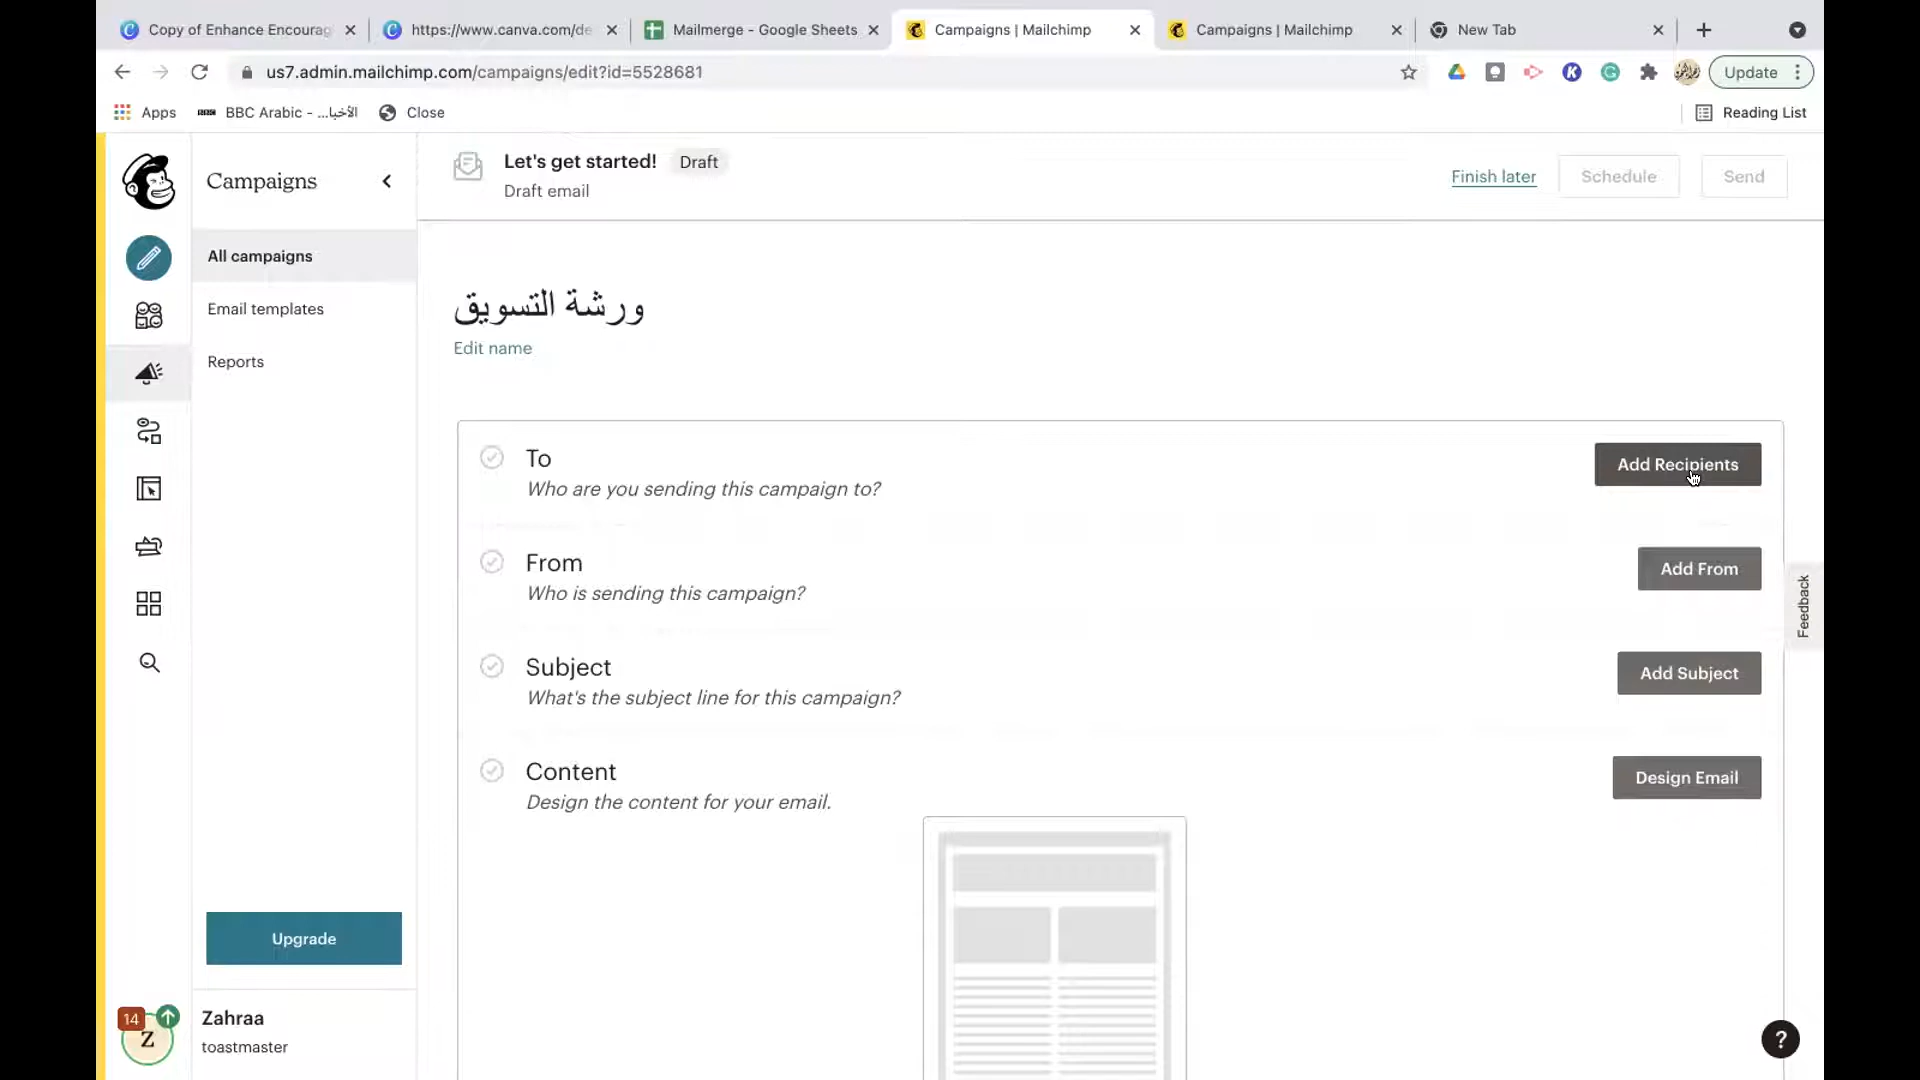 Copy of Enhance Encourag
https://www.canva.com/de
Mailmerge - Google Sheets
Campaigns | Mailchimp
Campaigns | Mailchimp
New Tab
us7.admin.mailchimp.com/campaigns/edit?id=5528681
Update
Apps
BBC Arabic - ...الأخبا
Close
Reading List
Campaigns
Let's get started!
Draft
Draft email
Finish later
Schedule
Send
All campaigns
Email templates
Reports
ورشة التسويق
Edit name
To
Who are you sending this campaign to?
Add Recipients
From
Who is sending this campaign?
Add From
Subject
What's the subject line for this campaign?
Add Subject
Content
Design the content for your email.
Design Email
Feedback
Upgrade
14
Z
Zahraa
toastmaster
?